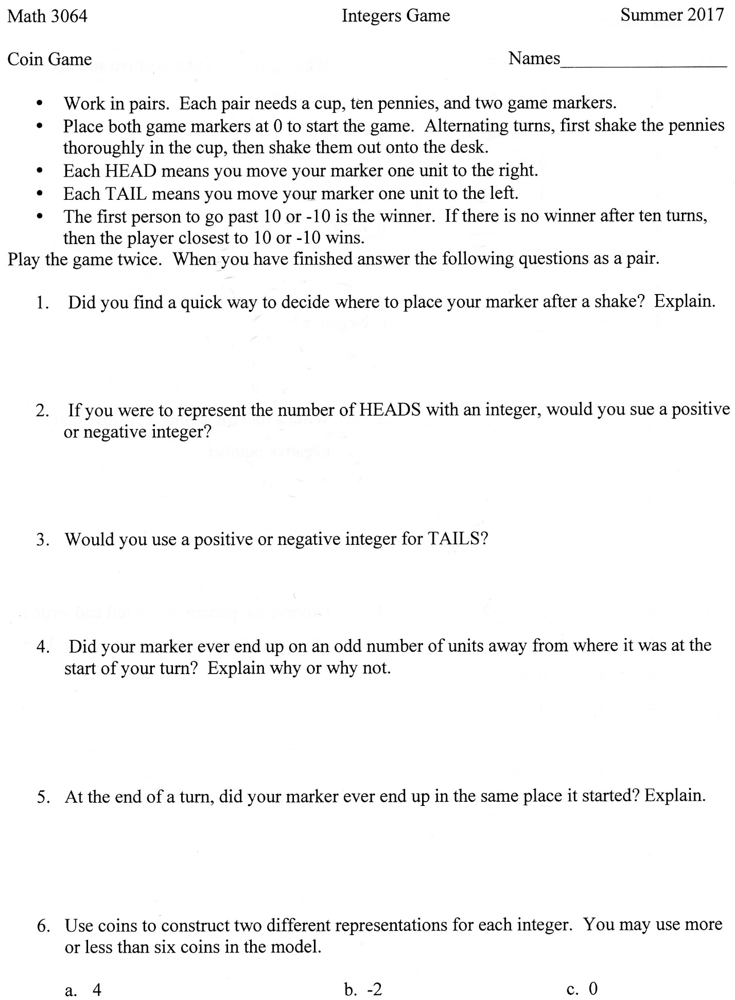 Math 3064 Integers Game Summer 2017
Coin Game Names
• Work in pairs. Each pair needs a cup, ten pennies, and two game markers.
• Place both game markers at 0 to start the game. Alternating turns, first shake the pennies
thoroughly in the cup, then shake them out onto the desk.
• Each HEAD means you move your marker one unit to the right.
• Each TAIL means you move your marker one unit to the left.
• The first person to go past 10 or -10 is the winner. If there is no winner after ten turns,
then the player closest to 10 or -10 wins.
Play the game twice. When you have finished answer the following questions as a pair.
1. Did you find a quick way to decide where to place your marker after a shake? Explain.
2. If you were to represent the number of HEADS with an integer, would you sue a positive
or negative integer?
3. Would you use a positive or negative integer for TAILS?
4. Did your marker ever end up on an odd number of units away from where it was at the
start of your turn? Explain why or why not.
5. At the end of a turn, did your marker ever end up in the same place it started? Explain.
6. Use coins to construct two different representations for each integer. You may use more
or less than six coins in the model.
a. 4 b. -2 c. 0